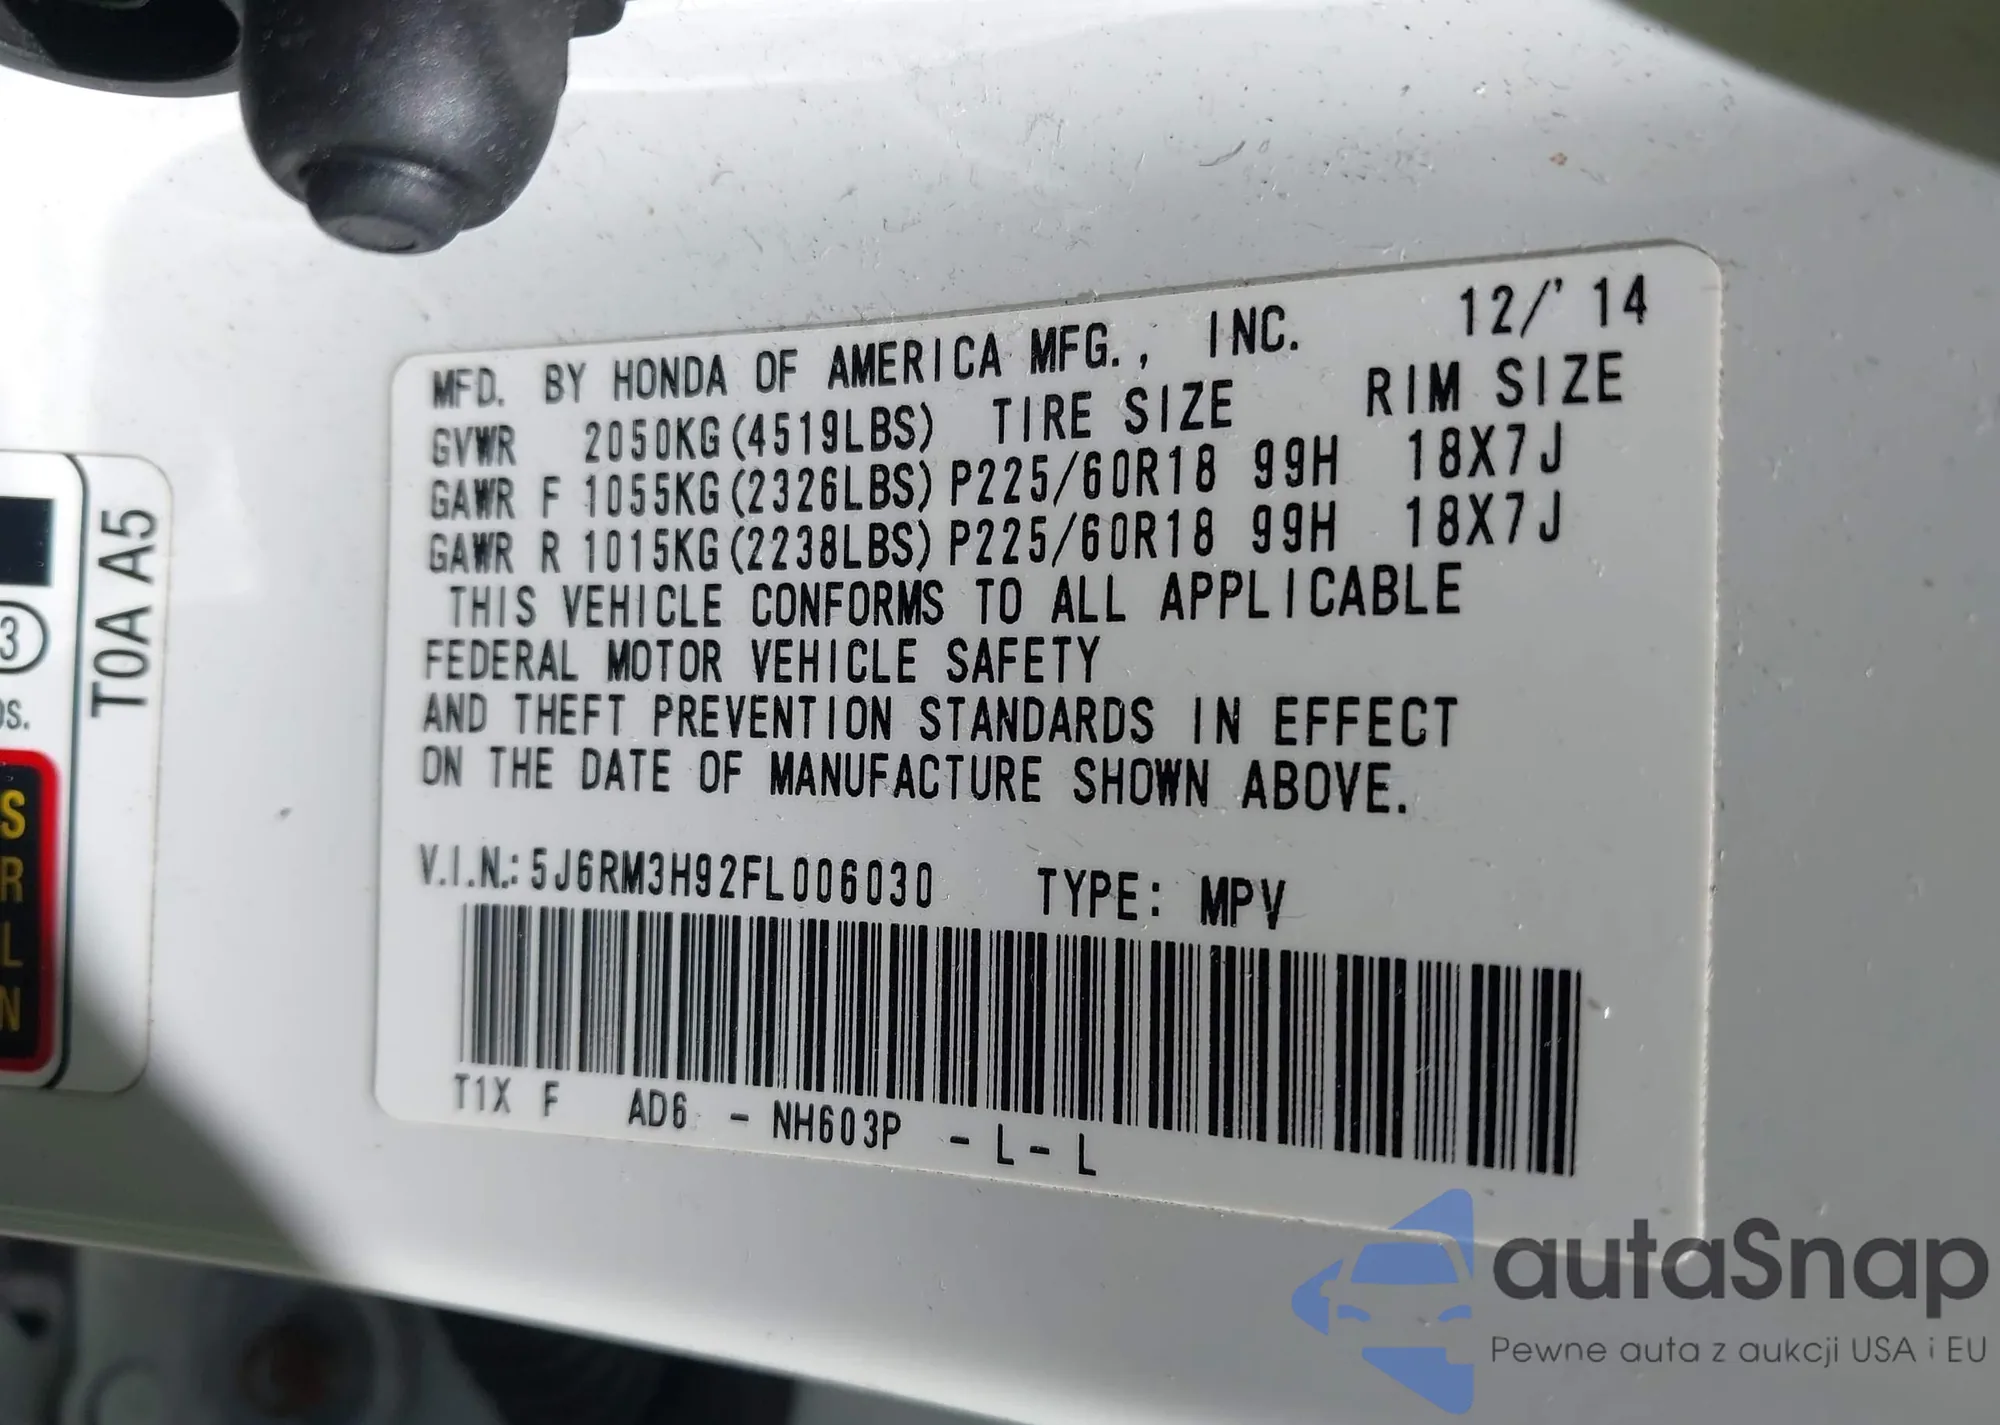 MFD. BY HONDA OF AMERICA MFG., INC. 12/'14
GVWR 2050KG(4519LBS) TIRE SIZE RIM SIZE
GAWR F 1055KG(2326LBS) P225/60R18 99H 18X7J
GAWR R 1015KG(2238LBS) P225/60R18 99H 18X7J
THIS VEHICLE CONFORMS TO ALL APPLICABLE
FEDERAL MOTOR VEHICLE SAFETY
AND THEFT PREVENTION STANDARDS IN EFFECT
ON THE DATE OF MANUFACTURE SHOWN ABOVE.
V.I.N.: 5J6RM3H92FL006030 TYPE: MPV
T1X F AD6 - NH603P - L - L
T0A A5
3
S
R
L
N
autaSnap
Pewne auta z aukcji USA i EU